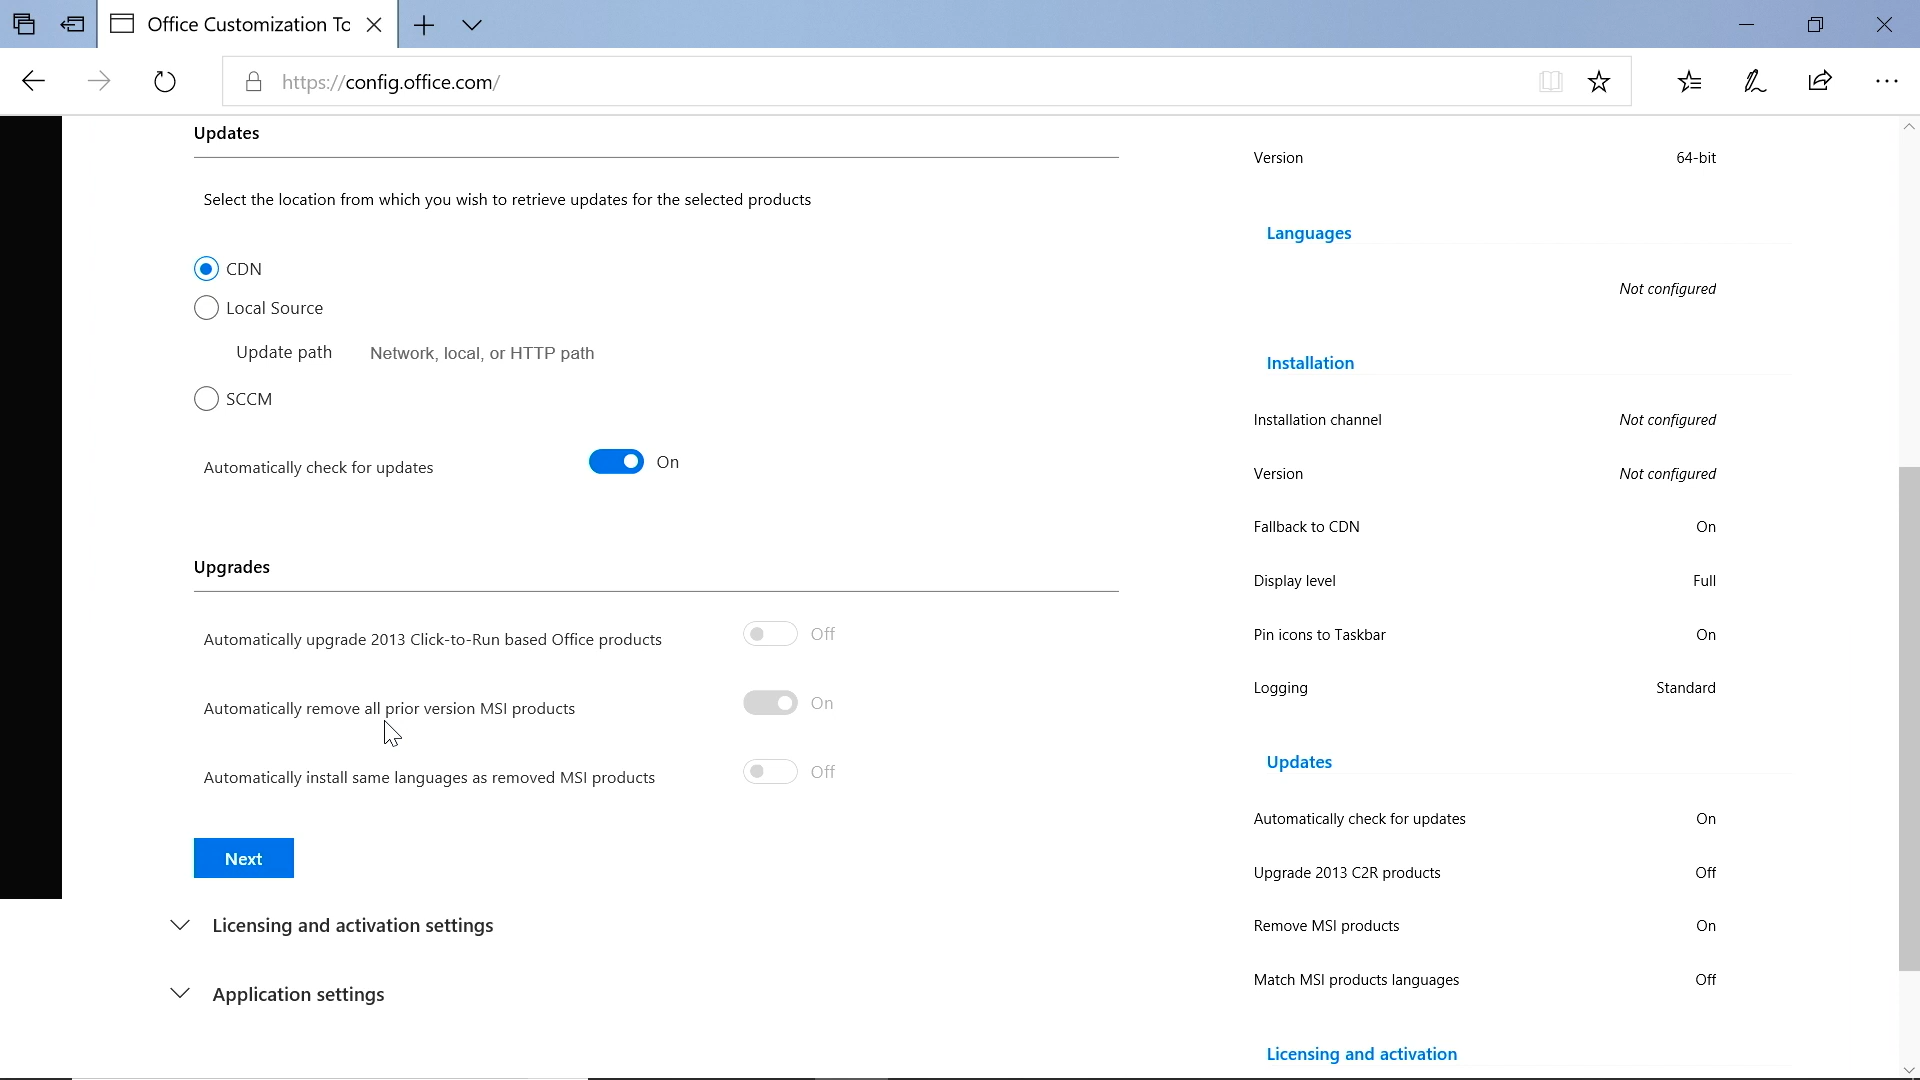 Office Customization To
https://config.office.com/
Updates
Select the location from which you wish to retrieve updates for the selected products
CDN
Local Source
Update path Network, local, or HTTP path
SCCM
Automatically check for updates On
Upgrades
Automatically upgrade 2013 Click-to-Run based Office products Off
Automatically remove all prior version MSI products On
Automatically install same languages as removed MSI products Off
Next
Licensing and activation settings
Application settings
Version 64-bit
Languages
Not configured
Installation
Installation channel Not configured
Version Not configured
Fallback to CDN On
Display level Full
Pin icons to Taskbar On
Logging Standard
Updates
Automatically check for updates On
Upgrade 2013 C2R products Off
Remove MSI products On
Match MSI products languages Off
Licensing and activation